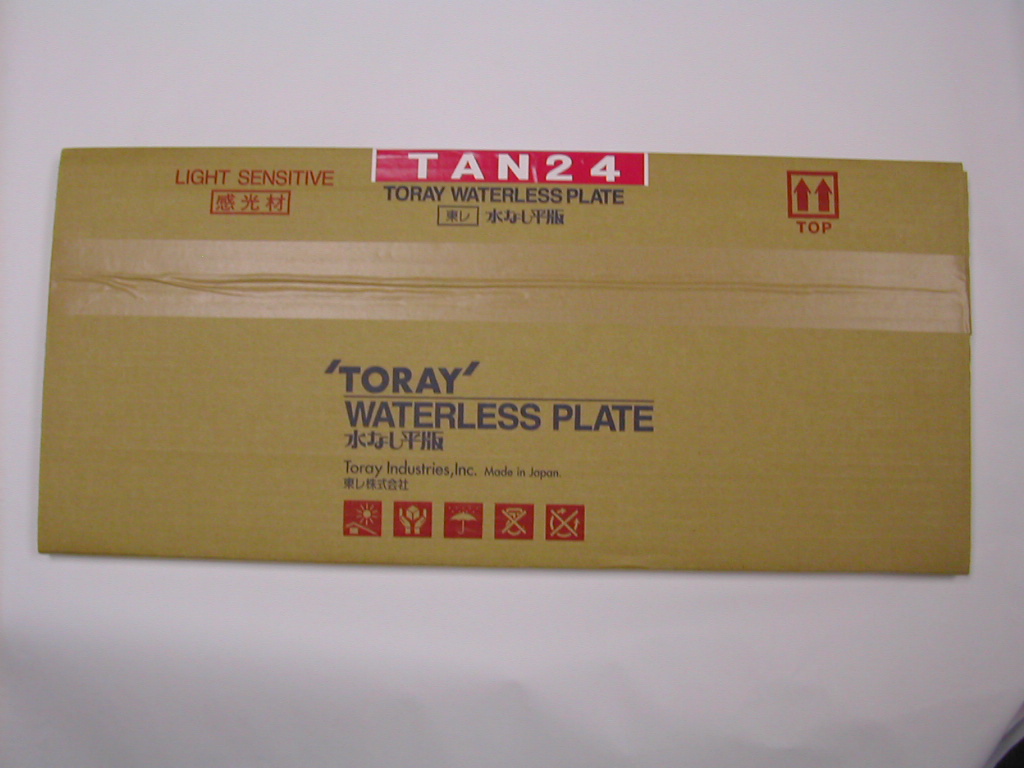 TAN24
LIGHT SENSITIVE
感光材
TORAY WATERLESS PLATE
東レ 水なし平版
TOP
'TORAY'
WATERLESS PLATE
水なし平版
Toray Industries,Inc. Made in Japan.
東レ株式会社